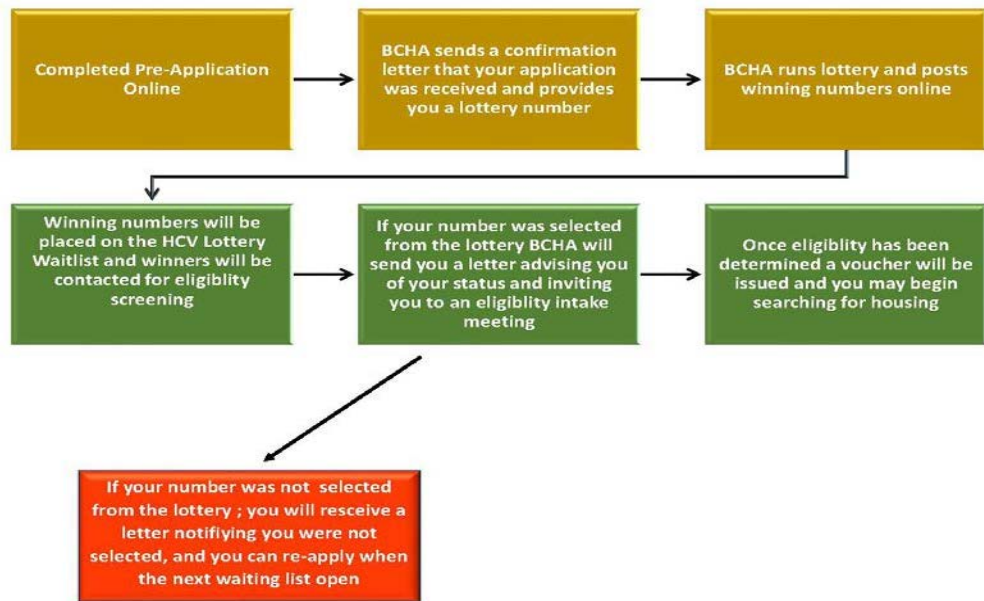 Completed Pre-Application
Online
BCHA sends a confirmation
letter that your application
was received and provides
you a lottery number
BCHA runs lottery and posts
winning numbers online
Winning numbers will be
placed on the HCV Lottery
Waitlist and winners will be
contacted for eligiblity
screening
If your number was selected
from the lottery BCHA will
send you a letter advising you
of your status and inviting
you to an eligiblity intake
meeting
Once eligiblity has been
determined a voucher will be
issued and you may begin
searching for housing
If your number was not selected
from the lottery ; you will resceive a
letter notifiying you were not
selected, and you can re-apply when
the next waiting list open